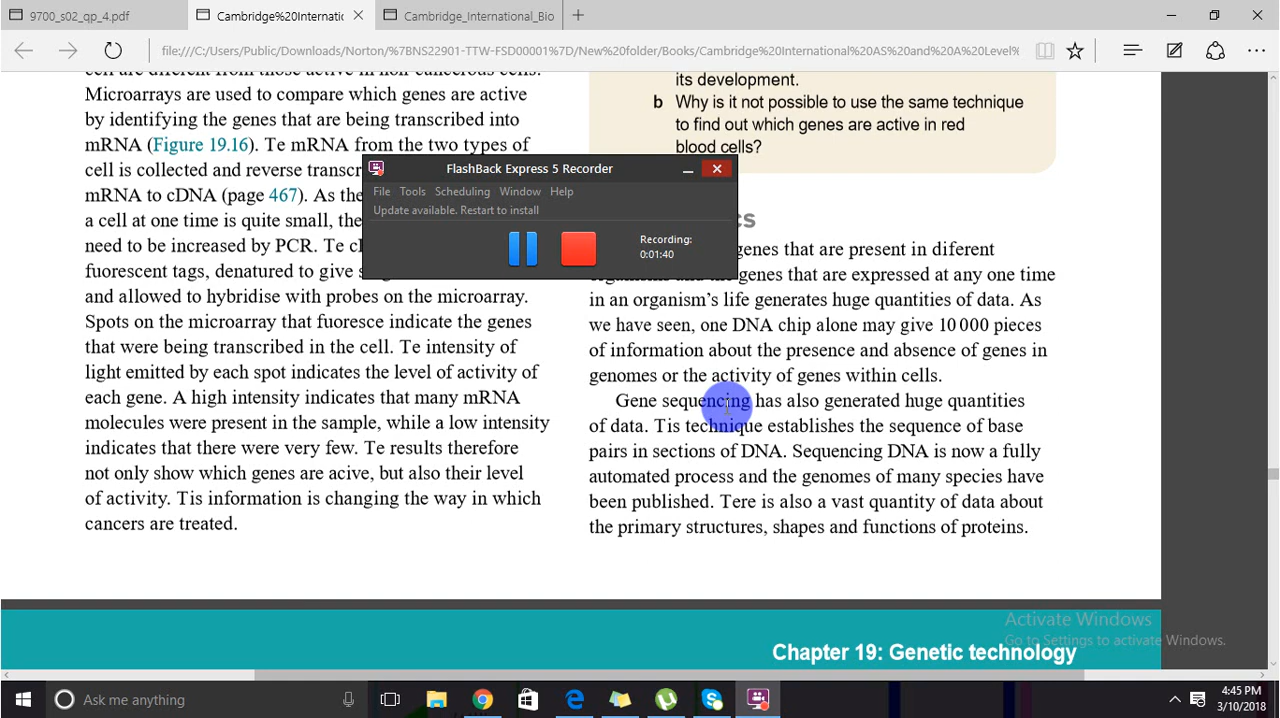 9700_s02_qp_4.pdf
Cambridge%20Internatic
Cambridge_International_Bio
file:///C:/Users/Public/Downloads/Norton/%7BNS22901-TTW-FSD00001%7D/New%20folder/Books/Cambridge%20International%20AS%20and%20A%20Level%
Microarrays are used to compare which genes are active
by identifying the genes that are being transcribed into
mRNA (Figure 19.16). Te mRNA from the two types of
cell is collected and reverse transc
mRNA to cDNA (page 467). As the
a cell at one time is quite small, the
need to be increased by PCR. Te cI
fluorescent tags, denatured to give s
and allowed to hybridise with probes on the microarray.
Spots on the microarray that fuoresce indicate the genes
that were being transcribed in the cell. Te intensity of
light emitted by each spot indicates the level of activity of
each gene. A high intensity indicates that many mRNA
molecules were present in the sample, while a low intensity
indicates that there were very few. Te results therefore
not only show which genes are acive, but also their level
of activity. Tis information is changing the way in which
cancers are treated.
its development.
b Why is it not possible to use the same technique
to find out which genes are active in red
blood cells?
FlashBack Express 5 Recorder
File Tools Scheduling Window Help
Update available. Restart to install
Recording:
0:01:40
cs
genes that are present in diferent
genes that are expressed at any one time
in an organism's life generates huge quantities of data. As
we have seen, one DNA chip alone may give 10 000 pieces
of information about the presence and absence of genes in
genomes or the activity of genes within cells.
Gene sequencing has also generated huge quantities
of data. Tis technique establishes the sequence of base
pairs in sections of DNA. Sequencing DNA is now a fully
automated process and the genomes of many species have
been published. Tere is also a vast quantity of data about
the primary structures, shapes and functions of proteins.
Activate Windows
Go to Settings to activate Windows.
Chapter 19: Genetic technology
Ask me anything
4:45 PM
3/10/2018